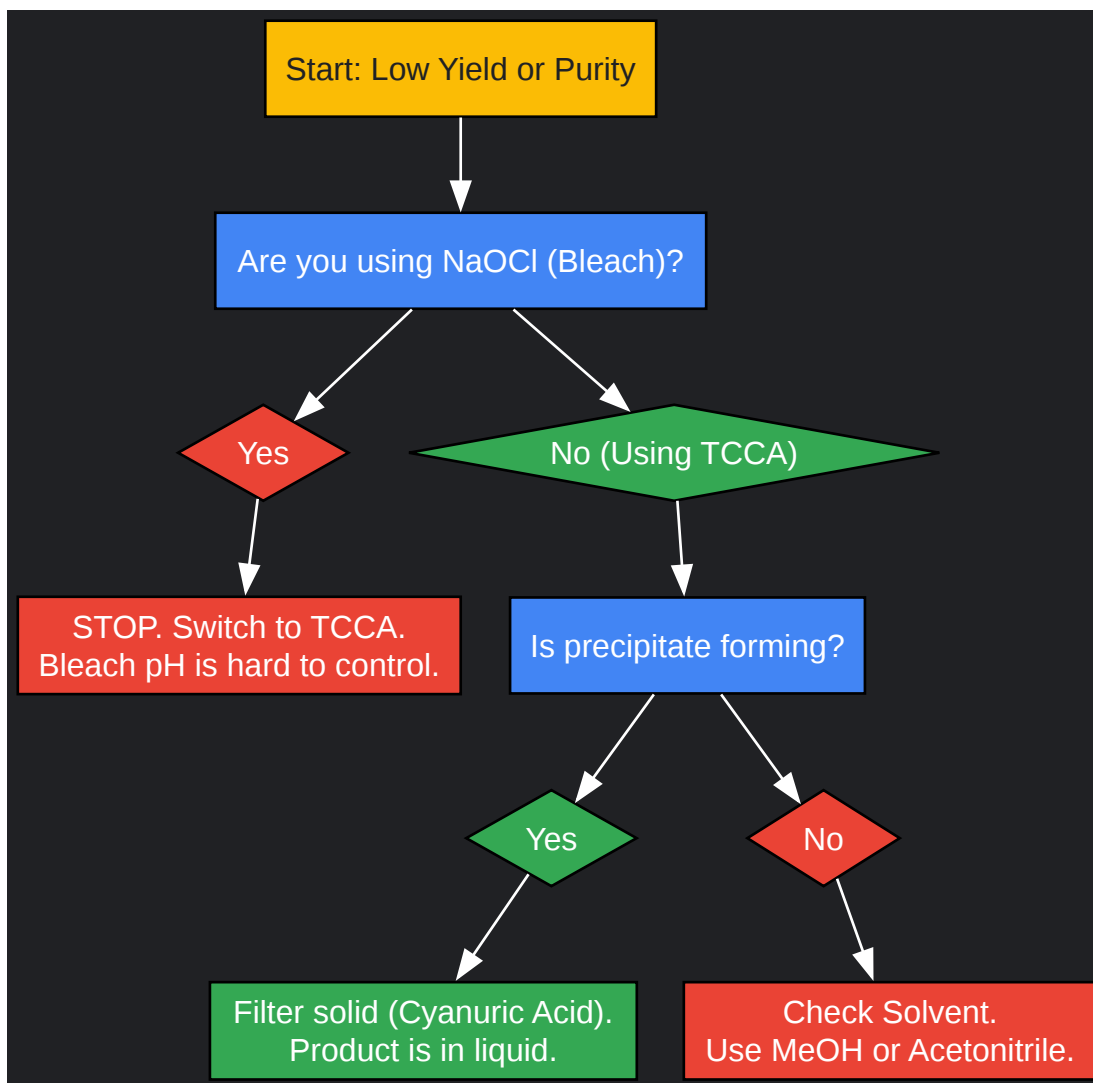 Start: Low Yield or Purity
Are you using NaOCl (Bleach)?
Yes
No (Using TCCA)
STOP. Switch to TCCA.
Bleach pH is hard to control.
Is precipitate forming?
Yes
No
Filter solid (Cyanuric Acid).
Product is in liquid.
Check Solvent.
Use MeOH or Acetonitrile.